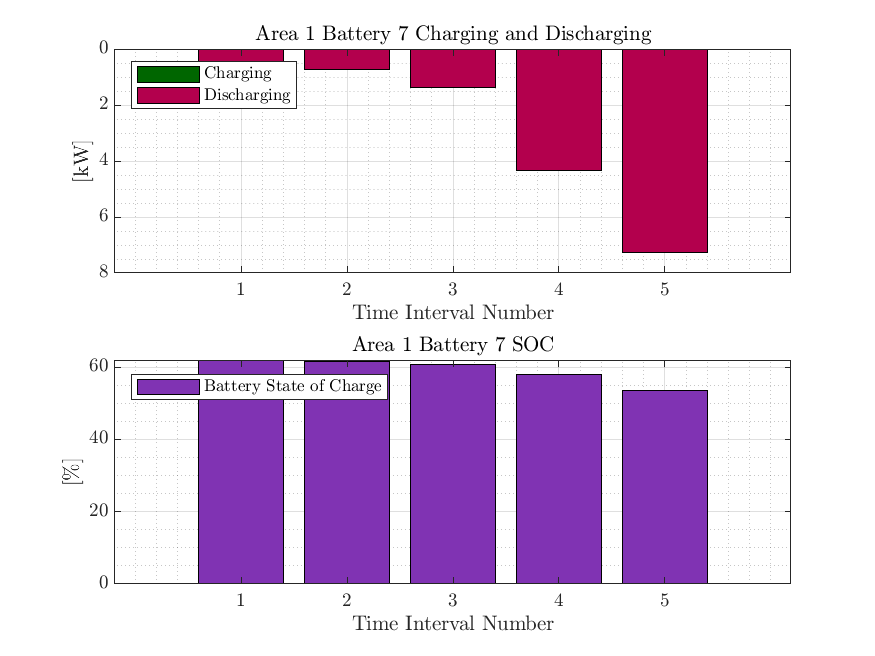 Area 1 Battery 7 Charging and Discharging
0
2
4
6
8
[kW]
Charging
Discharging
1 2 3 4 5
Time Interval Number
Area 1 Battery 7 SOC
60
40
20
0
[%]
Battery State of Charge
1 2 3 4 5
Time Interval Number